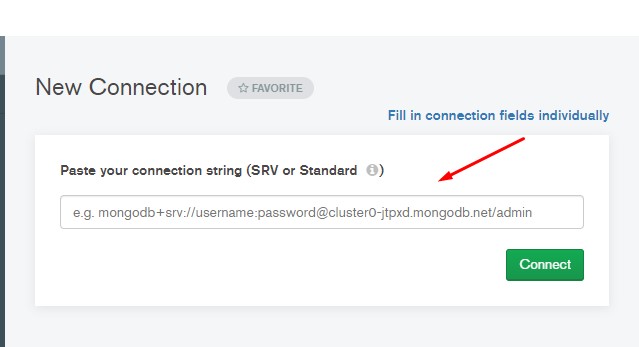 New Connection
☆ FAVORITE
Fill in connection fields individually
Paste your connection string (SRV or Standard ℹ)
e.g. mongodb+srv://username:password@cluster0-jtpxd.mongodb.net/admin
Connect